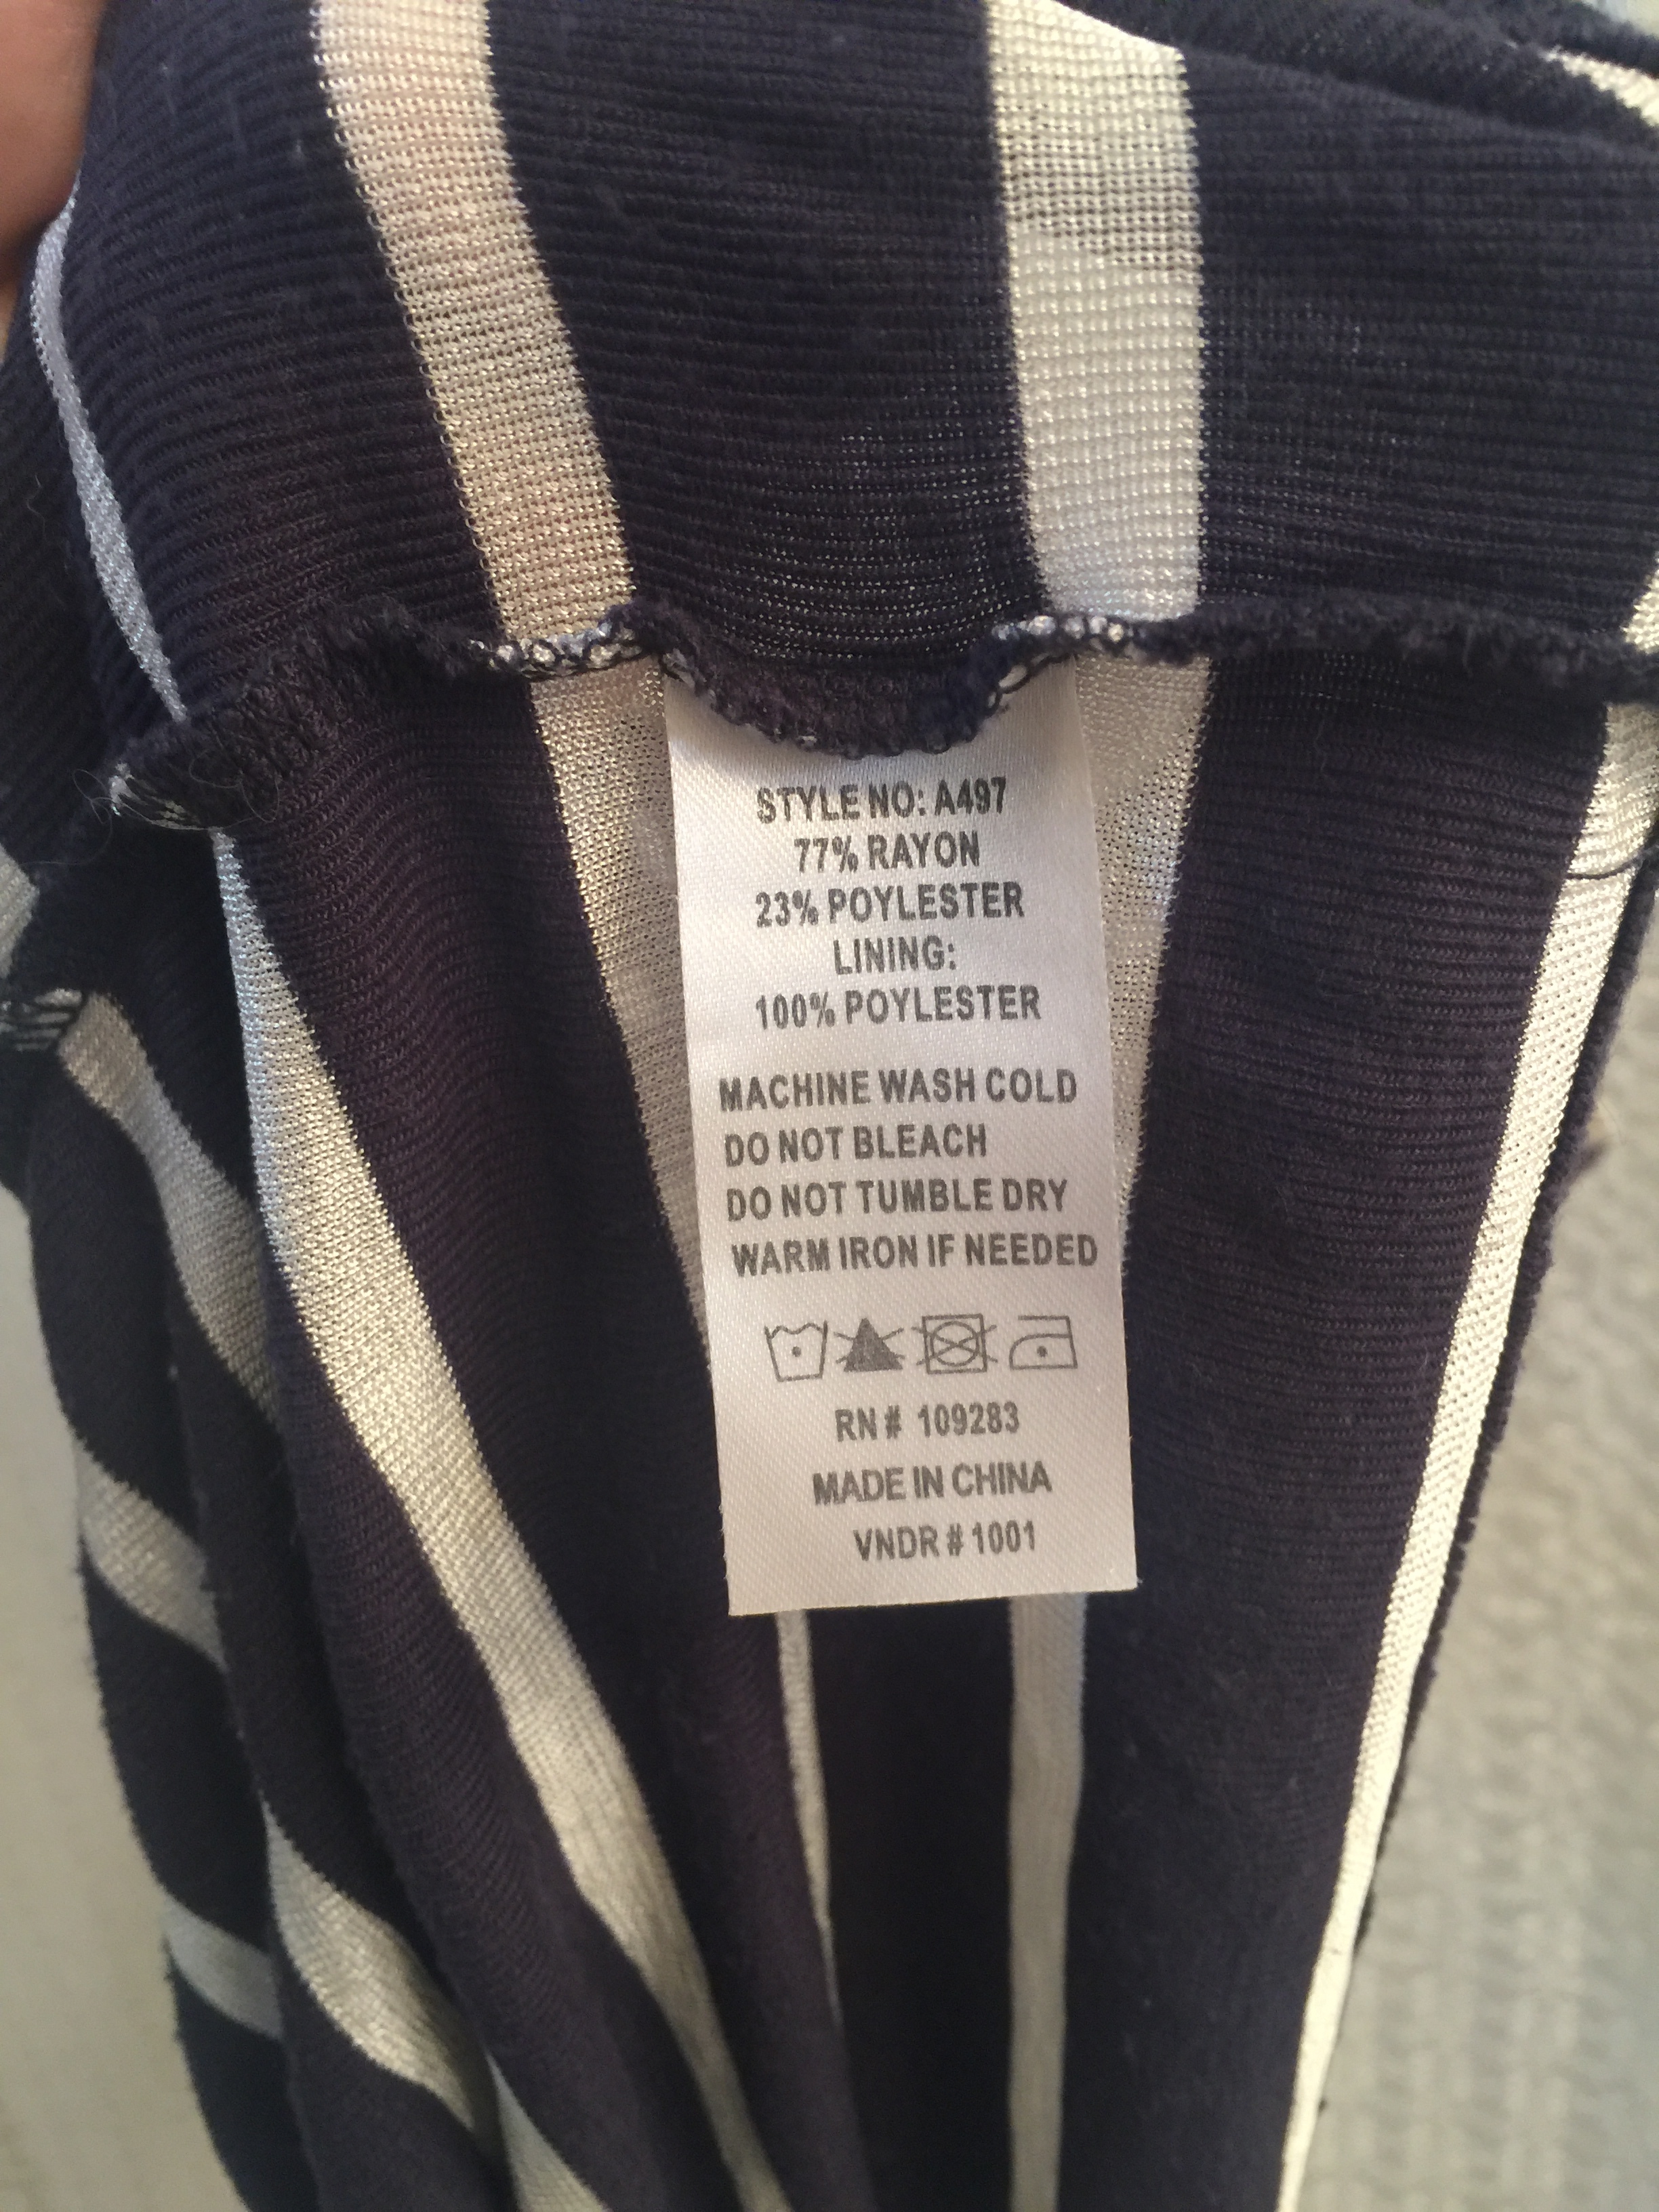 STYLE NO: A497
77% RAYON
23% POYLESTER
LINING:
100% POYLESTER
MACHINE WASH COLD
DO NOT BLEACH
DO NOT TUMBLE DRY
WARM IRON IF NEEDED
RN # 109283
MADE IN CHINA
VNDR # 1001